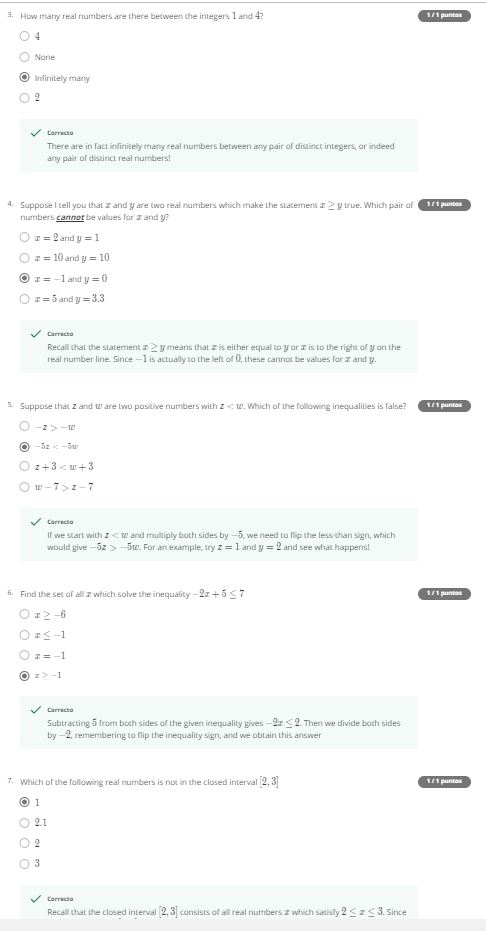 3. How many real numbers are there between the integers 1 and 4?
1 / 1 puntos
4
None
Infinitely many
2
Correcto
There are in fact infinitely many real numbers between any pair of distinct integers, or indeed
any pair of distinct real numbers!
4. Suppose I tell you that x and y are two real numbers which make the statement x ≥ y true. Which pair of
numbers cannot be values for x and y?
1 / 1 puntos
x = 2 and y = 1
x = 10 and y = 10
x = −1 and y = 0
x = 5 and y = 3.3
Correcto
Recall that the statement x ≥ y means that x is either equal to y or x is to the right of y on the
real number line. Since −1 is actually to the left of 0, these cannot be values for x and y.
5. Suppose that z and w are two positive numbers with z < w. Which of the following inequalities is false?
1 / 1 puntos
−z > −w
−5z < −5w
z + 3 < w + 3
w − 7 > z − 7
Correcto
If we start with z < w and multiply both sides by −5, we need to flip the less-than sign, which
would give −5z > −5w. For an example, try z = 1 and y = 2 and see what happens!
6. Find the set of all x which solve the inequality −2x + 5 ≤ 7
1 / 1 puntos
x ≥ −6
x ≤ −1
x = −1
x ≥ −1
Correcto
Subtracting 5 from both sides of the given inequality gives −2x ≤ 2. Then we divide both sides
by −2, remembering to flip the inequality sign, and we obtain this answer
7. Which of the following real numbers is not in the closed interval [2, 3]
1 / 1 puntos
1
2.1
2
3
Correcto
Recall that the closed interval [2, 3] consists of all real numbers x which satisfy 2 ≤ x ≤ 3. Since